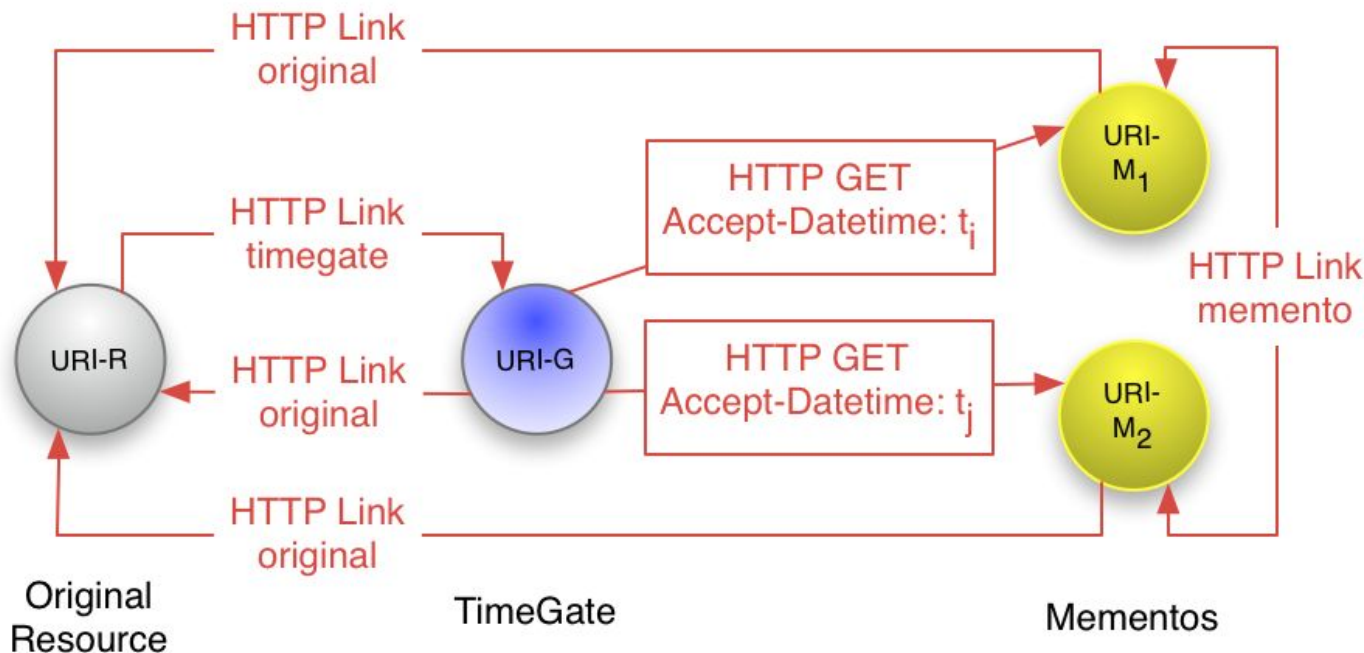 HTTP Link
original
URI-
M1
HTTP GET
Accept-Datetime: ti
HTTP Link
timegate
HTTP Link
memento
URI-R
HTTP Link
original
URI-G
HTTP GET
Accept-Datetime: tj
URI-
M2
HTTP Link
original
Original
Resource
TimeGate
Mementos